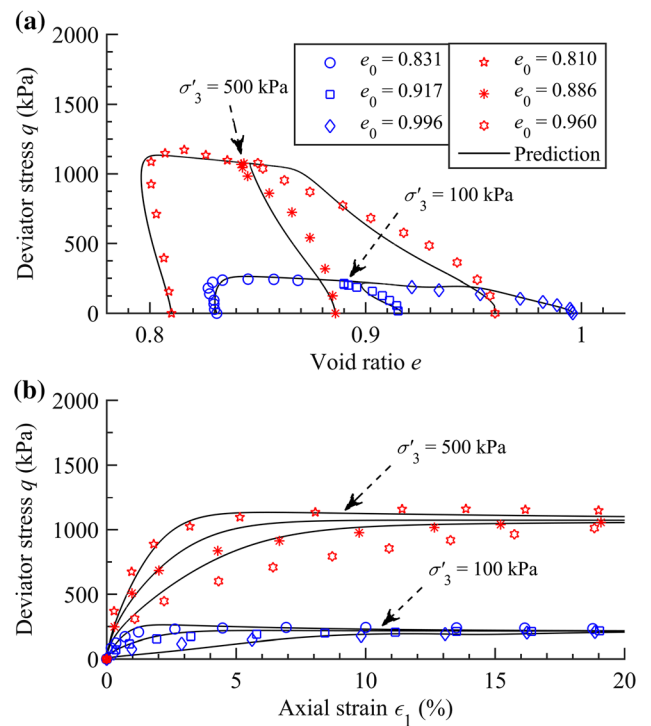 (a)
2000
1500
1000
500
0
Deviator stress q (kPa)
σ′3 = 500 kPa
e0 = 0.831
e0 = 0.917
e0 = 0.996
e0 = 0.810
e0 = 0.886
e0 = 0.960
Prediction
σ′3 = 100 kPa
0.8
0.9
1
Void ratio e
(b)
2000
1500
1000
500
0
Deviator stress q (kPa)
σ′3 = 500 kPa
σ′3 = 100 kPa
0
5
10
15
20
Axial strain ϵ1 (%)